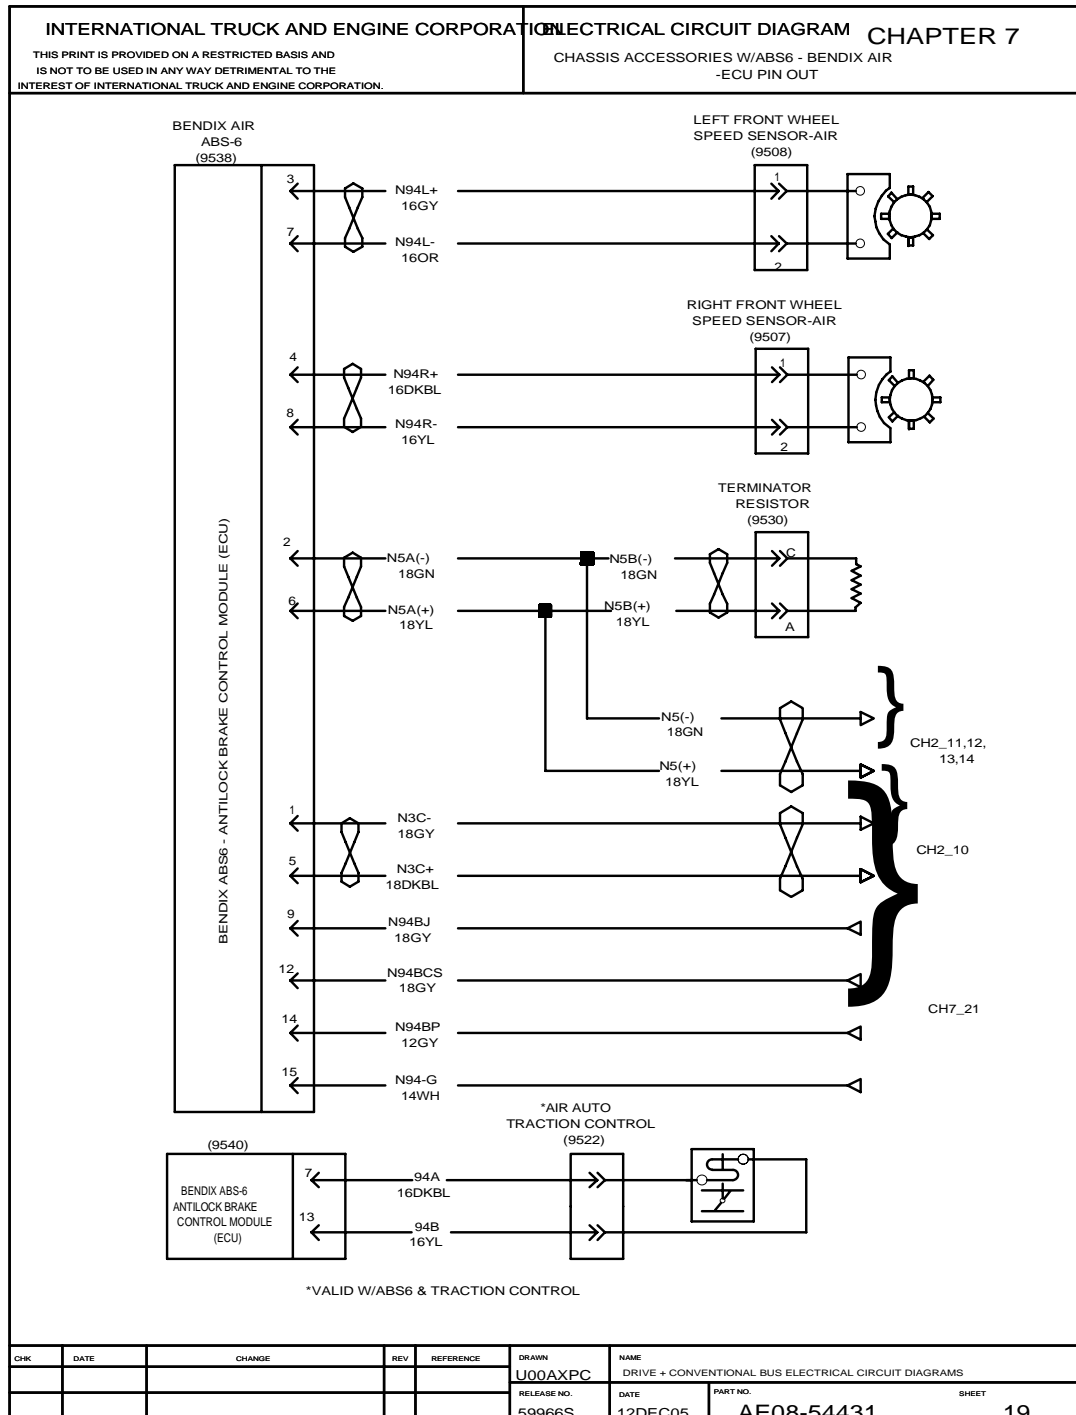 INTERNATIONAL TRUCK AND ENGINE CORPORATION
THIS PRINT IS PROVIDED ON A RESTRICTED BASIS AND
IS NOT TO BE USED IN ANY WAY DETRIMENTAL TO THE
INTEREST OF INTERNATIONAL TRUCK AND ENGINE CORPORATION.
ELECTRICAL CIRCUIT DIAGRAM
CHAPTER 7
CHASSIS ACCESSORIES W/ABS6 - BENDIX AIR
-ECU PIN OUT
BENDIX AIR
ABS-6
(9538)
LEFT FRONT WHEEL
SPEED SENSOR-AIR
(9508)
3
N94L+
16GY
1
7
N94L-
16OR
2
RIGHT FRONT WHEEL
SPEED SENSOR-AIR
(9507)
4
N94R+
16DKBL
1
8
N94R-
16YL
2
TERMINATOR
RESISTOR
(9530)
BENDIX ABS6 - ANTILOCK BRAKE CONTROL MODULE (ECU)
2
N5A(-)
18GN
N5B(-)
18GN
C
6
N5A(+)
18YL
N5B(+)
18YL
A
N5(-)
18GN
N5(+)
18YL
CH2_11,12,
13,14
1
N3C-
18GY
5
N3C+
18DKBL
CH2_10
9
N94BJ
18GY
12
N94BCS
18GY
14
N94BP
12GY
15
N94-G
14WH
CH7_21
*AIR AUTO
TRACTION CONTROL
(9522)
(9540)
BENDIX ABS-6
ANTILOCK BRAKE
CONTROL MODULE
(ECU)
7
94A
16DKBL
13
94B
16YL
*VALID W/ABS6 & TRACTION CONTROL
CHK
DATE
CHANGE
REV
REFERENCE
DRAWN
U00AXPC
NAME
DRIVE + CONVENTIONAL BUS ELECTRICAL CIRCUIT DIAGRAMS
RELEASE NO.
59966S
DATE
12DEC05
PART NO.
AE08-54431
SHEET
19